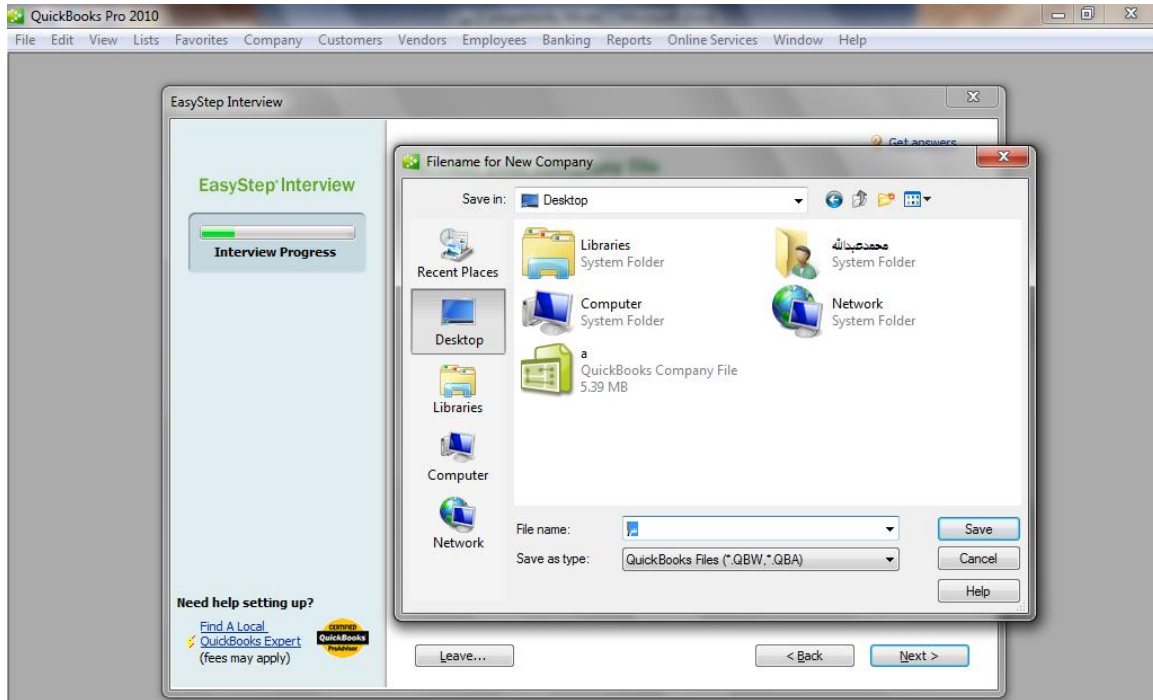 QuickBooks Pro 2010
File Edit View Lists Favorites Company Customers Vendors Employees Banking Reports Online Services Window Help
EasyStep Interview
Get answers
EasyStep Interview
Interview Progress
Need help setting up?
Find A Local
QuickBooks Expert
(fees may apply)
CERTIFIED
QuickBooks
ProAdvisor
Filename for New Company
Save in: Desktop
Recent Places
Desktop
Libraries
Computer
Network
Libraries
System Folder
محمدعبدالله
System Folder
Computer
System Folder
Network
System Folder
a
QuickBooks Company File
5.39 MB
File name:
Save
Save as type: QuickBooks Files (*.QBW,*.QBA)
Cancel
Help
Leave...
< Back
Next >